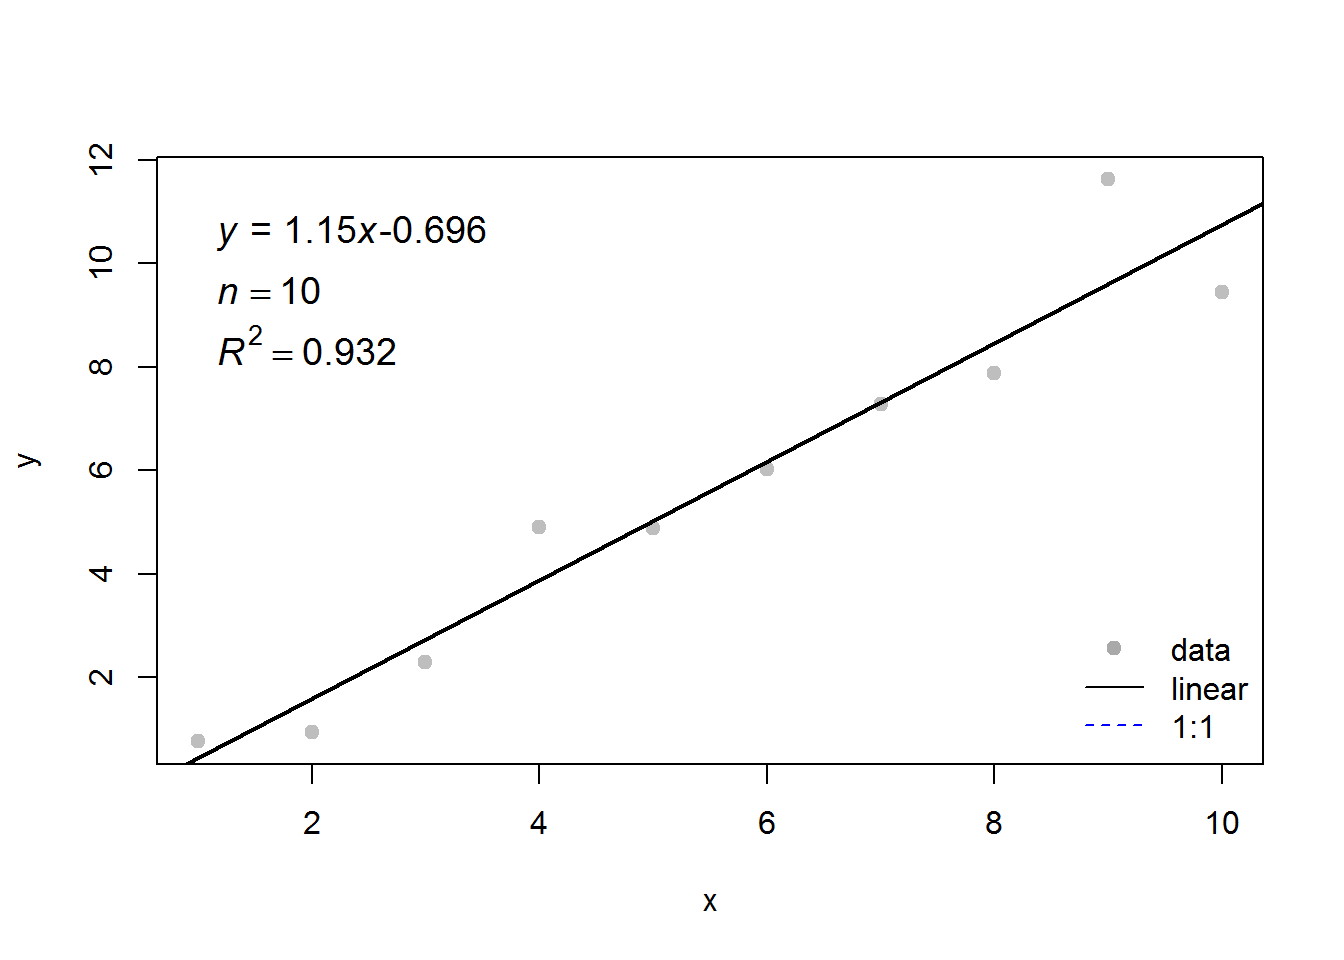 y = 1.15x-0.696
n = 10
R² = 0.932
12
10
8
6
4
2
y
data
linear
1:1
2 4 6 8 10
x